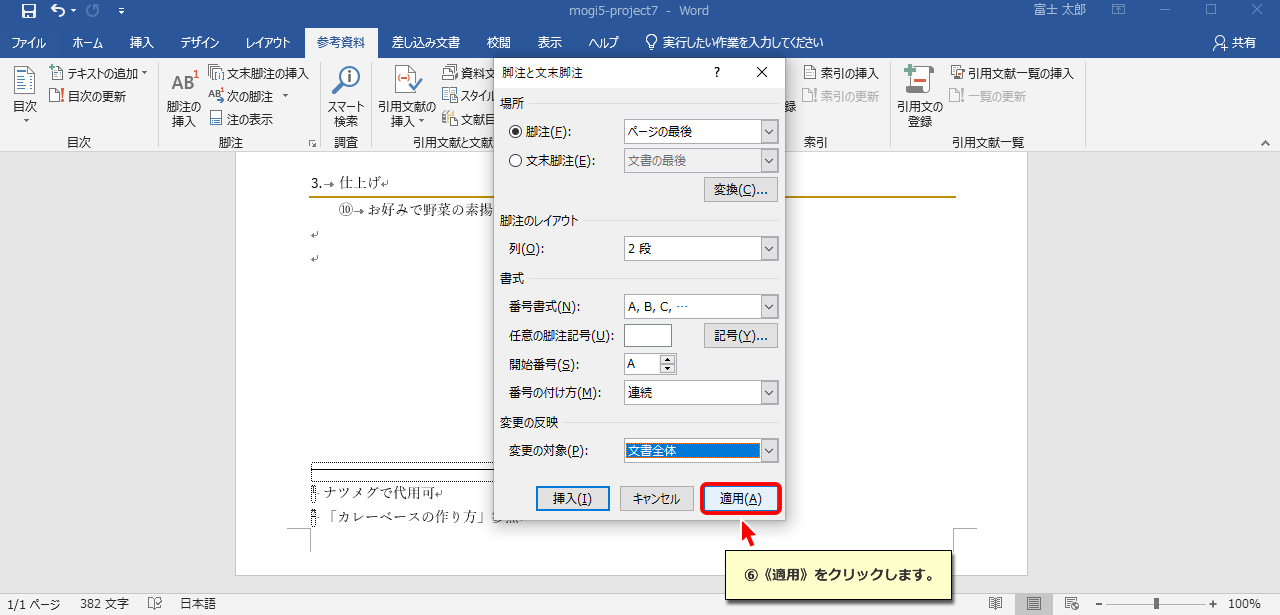 mogi5-project7 - Word
富士 太郎
ファイル ホーム 挿入 デザイン レイアウト 参考資料 差し込み文書 校閲 表示 ヘルプ 実行したい作業を入力してください 共有
目次
テキストの追加
目次の更新
目次
AB1
脚注の
挿入
文末脚注の挿入
次の脚注
注の表示
脚注
スマート
検索
調査
引用文献の
挿入
資料文
スタイル
文献目
引用文献と文献
録
索引の挿入
索引の更新
索引
引用文の
登録
引用文献一覧の挿入
一覧の更新
引用文献一覧
3.→ 仕上げ↵
⑩→お好みで野菜の素揚
↵
↵
ナツメグで代用可↵
「カレーベースの作り方」参照
脚注と文末脚注 ? ×
場所
脚注(F): ページの最後
文末脚注(E): 文書の最後
変換(C)...
脚注のレイアウト
列(O): 2 段
書式
番号書式(N): A, B, C, …
任意の脚注記号(U): 記号(Y)...
開始番号(S): A
番号の付け方(M): 連続
変更の反映
変更の対象(P): 文書全体
挿入(I) キャンセル 適用(A)
⑥《適用》をクリックします。
1/1 ページ 382 文字 日本語 - + 100%